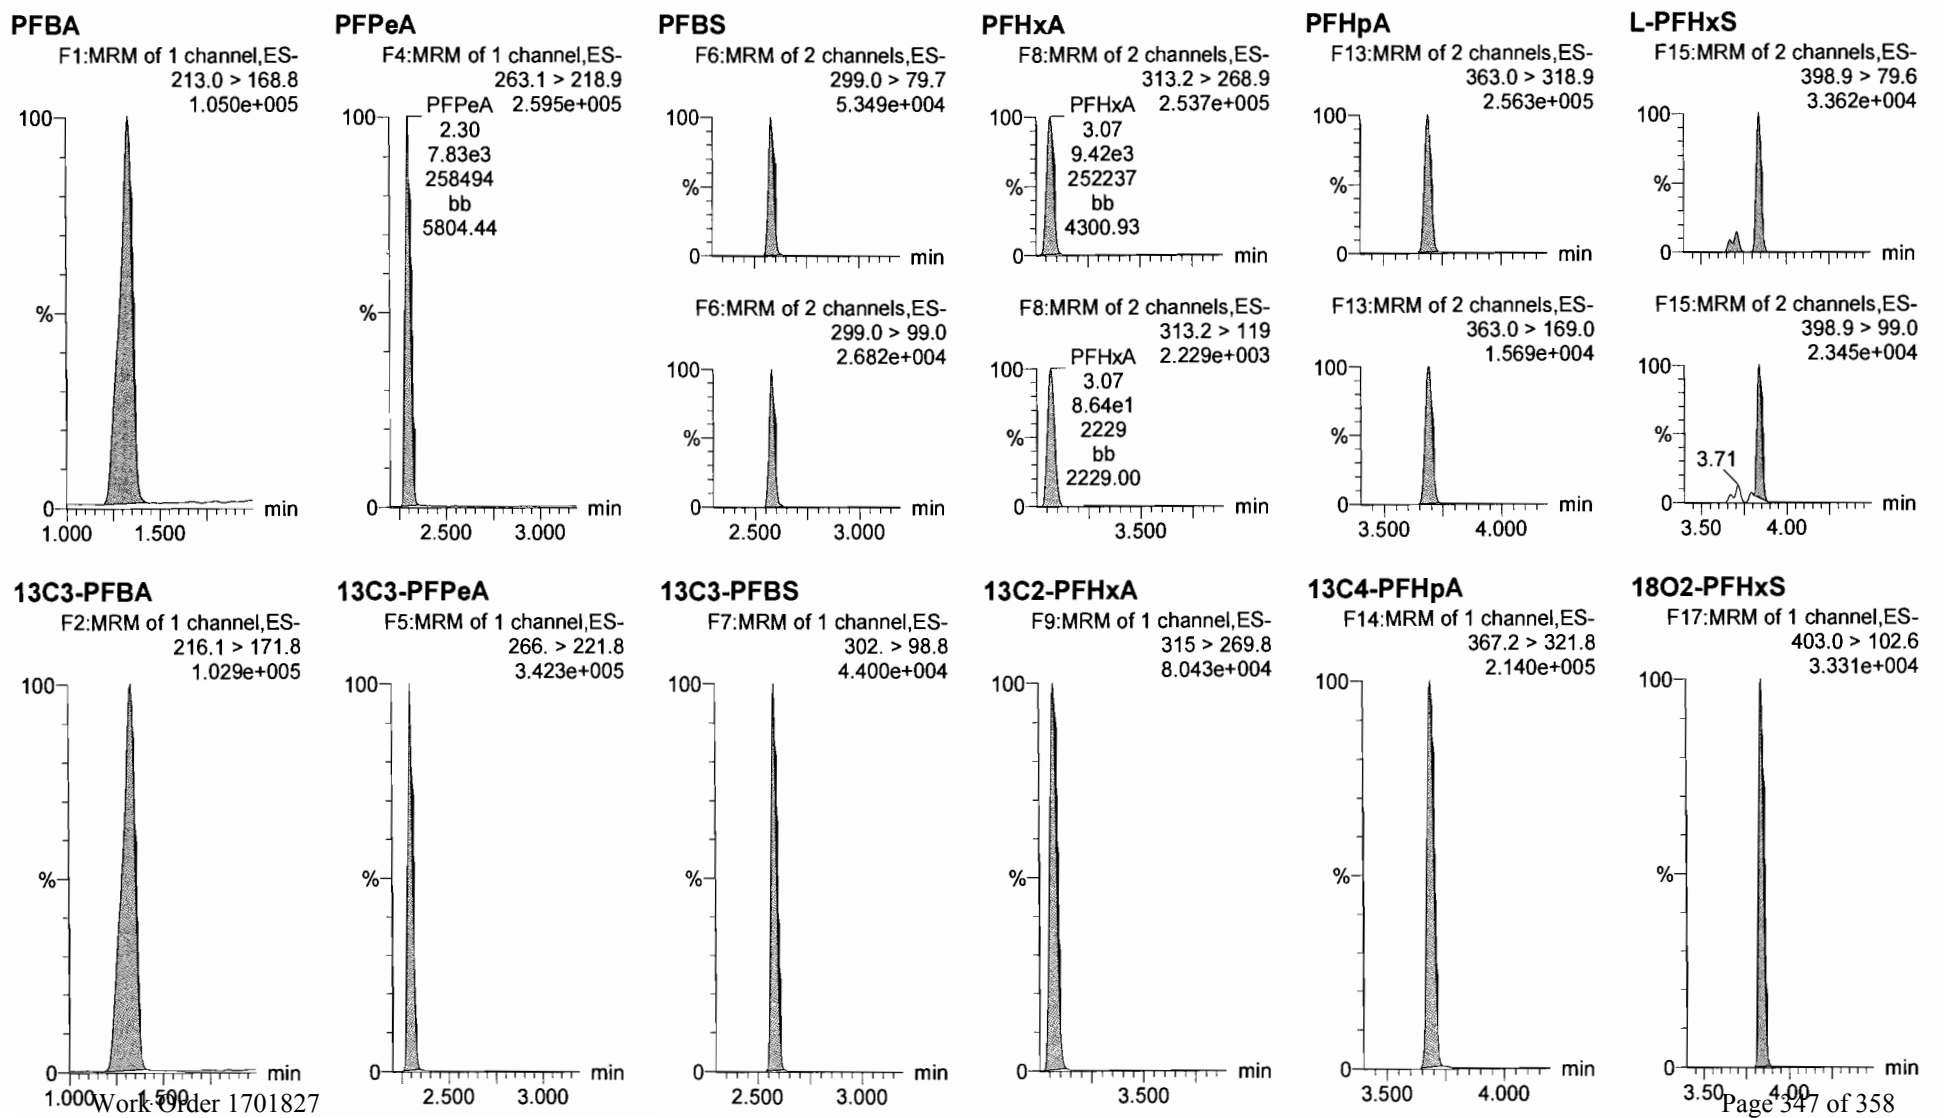 PFBA
F1:MRM of 1 channel,ES-
213.0 > 168.8
1.050e+005
100
%
0
min
1.000 1.500
PFPeA
F4:MRM of 1 channel,ES-
263.1 > 218.9
PFPeA 2.595e+005
100
2.30
7.83e3
258494
bb
5804.44
%
0
min
2.500 3.000
PFBS
F6:MRM of 2 channels,ES-
299.0 > 79.7
5.349e+004
100
%
0
min
F6:MRM of 2 channels,ES-
299.0 > 99.0
2.682e+004
100
%
0
min
2.500 3.000
PFHxA
F8:MRM of 2 channels,ES-
313.2 > 268.9
PFHxA 2.537e+005
100
3.07
9.42e3
252237
bb
4300.93
%
0
min
F8:MRM of 2 channels,ES-
313.2 > 119
PFHxA 2.229e+003
100
3.07
8.64e1
2229
bb
2229.00
%
0
min
3.500
PFHpA
F13:MRM of 2 channels,ES-
363.0 > 318.9
2.563e+005
100
%
0
min
F13:MRM of 2 channels,ES-
363.0 > 169.0
1.569e+004
100
%
0
min
3.500 4.000
L-PFHxS
F15:MRM of 2 channels,ES-
398.9 > 79.6
3.362e+004
100
%
0
min
F15:MRM of 2 channels,ES-
398.9 > 99.0
2.345e+004
100
%
3.71
0
min
3.50 4.00
13C3-PFBA
F2:MRM of 1 channel,ES-
216.1 > 171.8
1.029e+005
100
%
0
min
1.000 1.500
13C3-PFPeA
F5:MRM of 1 channel,ES-
266. > 221.8
3.423e+005
100
%
0
min
2.500 3.000
13C3-PFBS
F7:MRM of 1 channel,ES-
302. > 98.8
4.400e+004
100
%
0
min
2.500 3.000
13C2-PFHxA
F9:MRM of 1 channel,ES-
315 > 269.8
8.043e+004
100
%
0
min
3.500
13C4-PFHpA
F14:MRM of 1 channel,ES-
367.2 > 321.8
2.140e+005
100
%
0
min
3.500 4.000
18O2-PFHxS
F17:MRM of 1 channel,ES-
403.0 > 102.6
3.331e+004
100
%
0
min
3.50 4.00
Work Order 1701827
Page 347 of 358